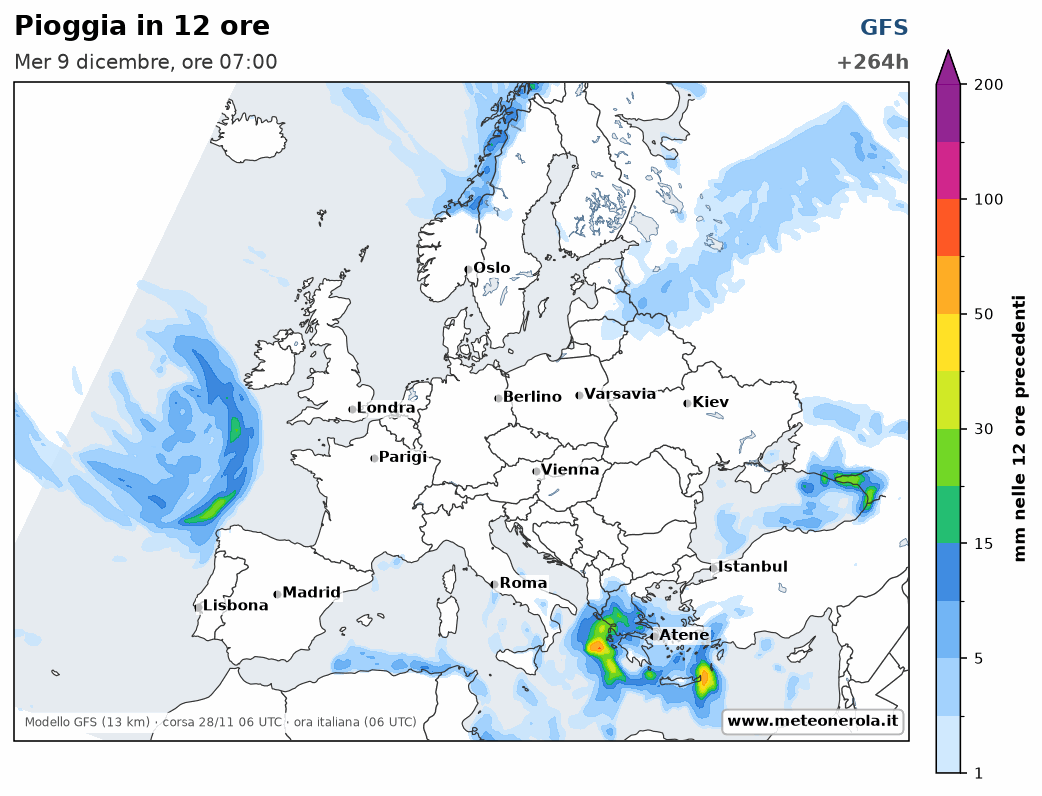 Pioggia in 12 ore
GFS
Mer 9 dicembre, ore 07:00
+264h
200
100
50
30
15
5
1
mm nelle 12 ore precedenti
Oslo
Berlino
Varsavia
Kiev
Londra
Parigi
Vienna
Istanbul
Roma
Madrid
Lisbona
Atene
Modello GFS (13 km) · corsa 28/11 06 UTC · ora italiana (06 UTC)
www.meteonerola.it